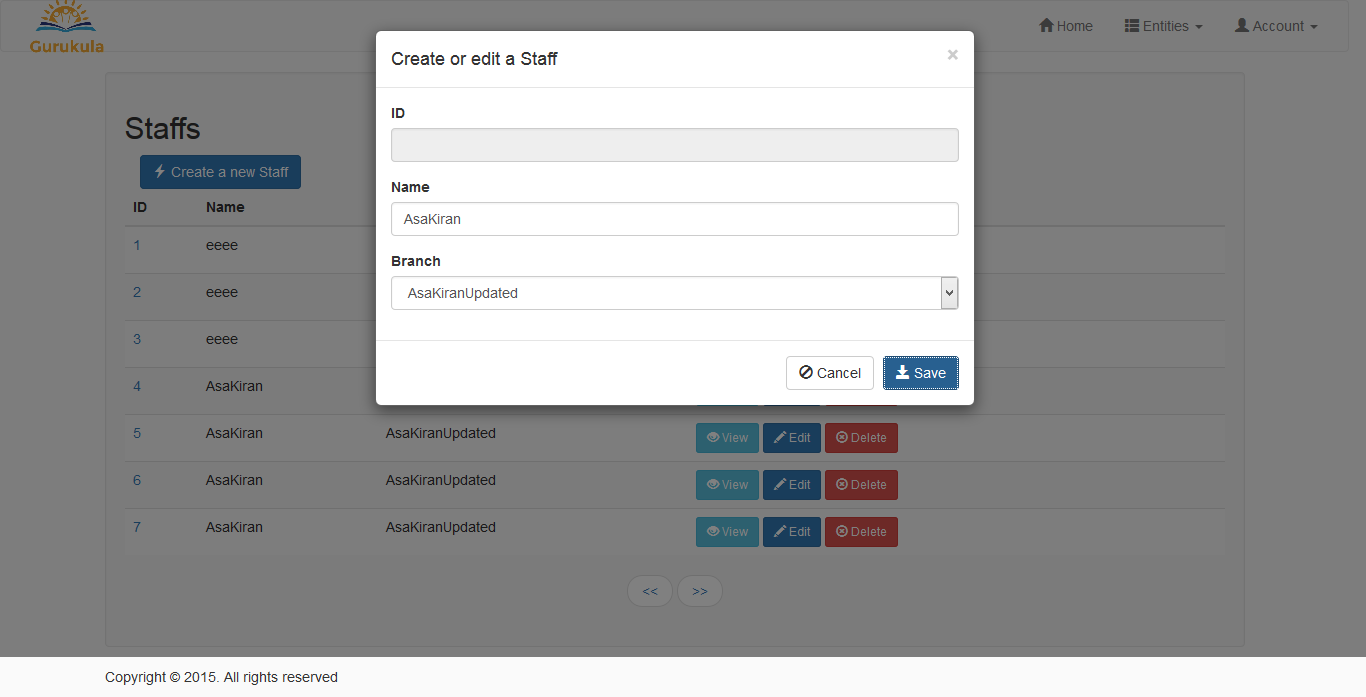 Gurukula
Home Entities Account
Create or edit a Staff ×
ID
Name
AsaKiran
Branch
AsaKiranUpdated
Cancel Save
Staffs
Create a new Staff
ID Name
1 eeee
2 eeee
3 eeee
4 AsaKiran
5 AsaKiran AsaKiranUpdated View Edit Delete
6 AsaKiran AsaKiranUpdated View Edit Delete
7 AsaKiran AsaKiranUpdated View Edit Delete
<< >>
Copyright © 2015. All rights reserved